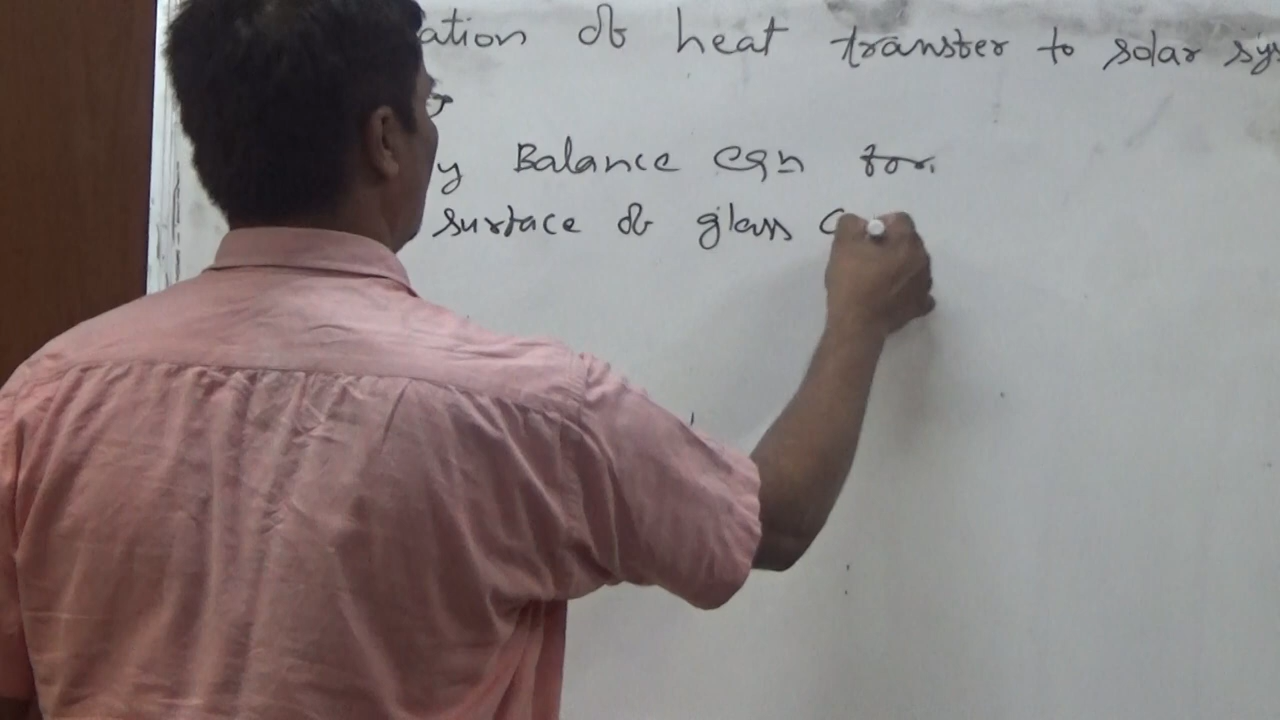 ation of heat transfer to solar sys
y Balance eqn for
surface of glass C